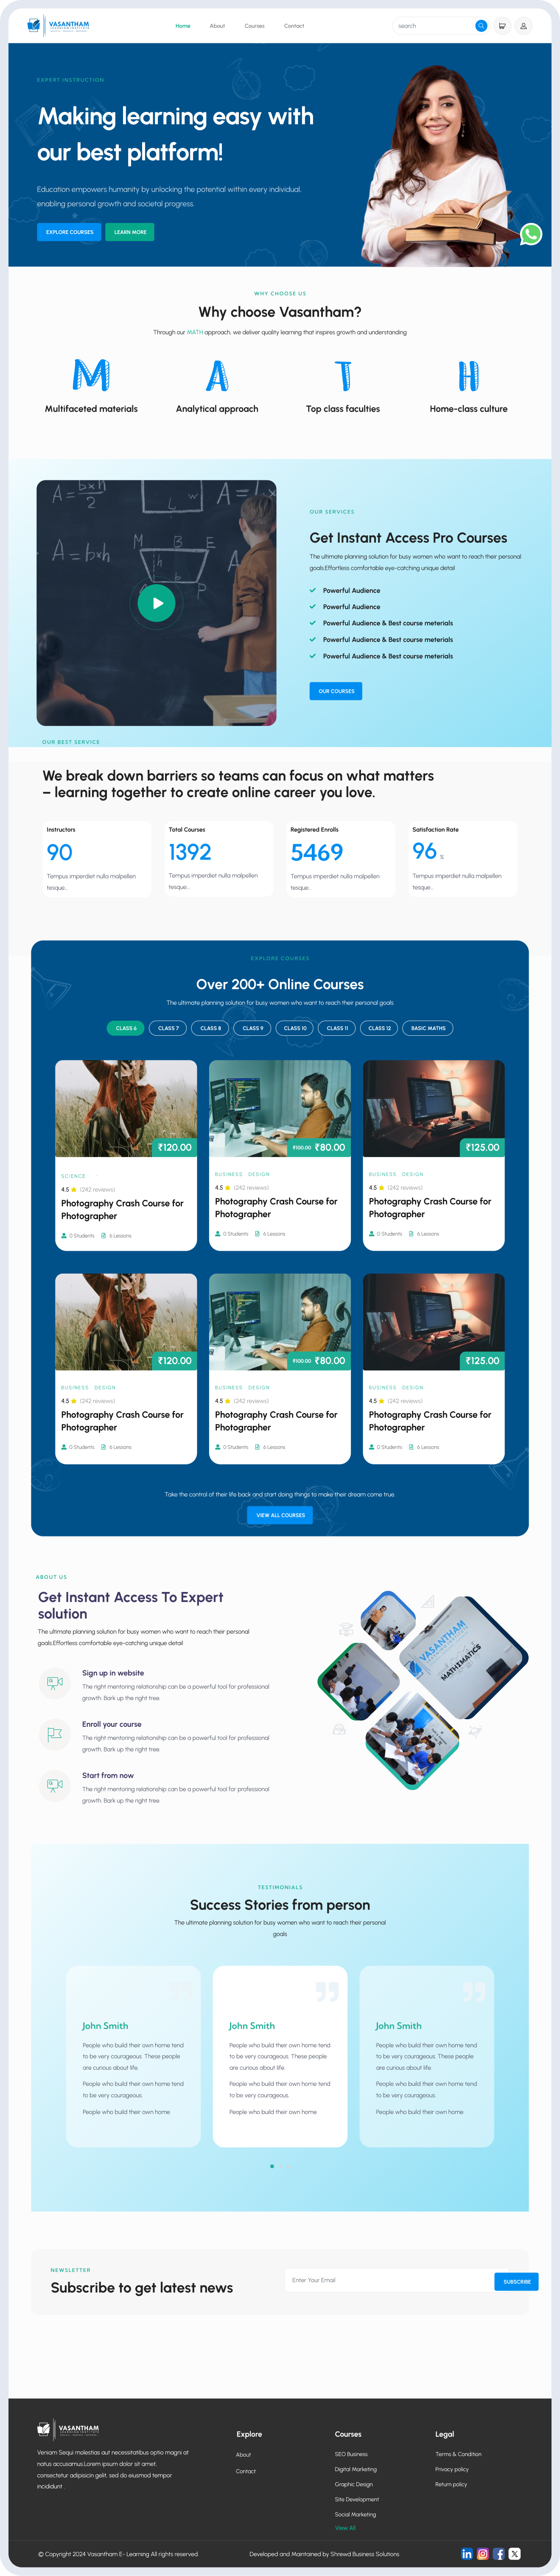 VASANTHAM
Home
About
Courses
Contact
search
EXPERT INSTRUCTION
Making learning easy with
our best platform!
Education empowers humanity by unlocking the potential within every individual,
enabling personal growth and societal progress.
EXPLORE COURSES
LEARN MORE
WHY CHOOSE US
Why choose Vasantham?
Through our MATH approach, we deliver quality learning that inspires growth and understanding
M
A
T
H
Multifaceted materials
Analytical approach
Top class faculties
Home-class culture
OUR SERVICES
Get Instant Access Pro Courses
The ultimate planning solution for busy women who want to reach their personal
goals.Effortless comfortable eye-catching unique detail
Powerful Audience
Powerful Audience
Powerful Audience & Best course meterials
Powerful Audience & Best course meterials
Powerful Audience & Best course meterials
OUR COURSES
OUR BEST SERVICE
We break down barriers so teams can focus on what matters
– learning together to create online career you love.
Instructors
90
Tempus imperdiet nulla malpellen
tesque...
Total Courses
1392
Tempus imperdiet nulla malpellen
tesque...
Registered Enrolls
5469
Tempus imperdiet nulla malpellen
tesque...
Satisfaction Rate
96 %
Tempus imperdiet nulla malpellen
tesque...
EXPLORE COURSES
Over 200+ Online Courses
The ultimate planning solution for busy women who want to reach their personal goals
CLASS 6
CLASS 7
CLASS 8
CLASS 9
CLASS 10
CLASS 11
CLASS 12
BASIC MATHS
₹120.00
SCIENCE
4.5 (242 reviews)
Photography Crash Course for
Photographer
0 Students 6 Lessons
₹100.00 ₹80.00
BUSINESS DESIGN
4.5 (242 reviews)
Photography Crash Course for
Photographer
0 Students 6 Lessons
₹125.00
BUSINESS DESIGN
4.5 (242 reviews)
Photography Crash Course for
Photographer
0 Students 6 Lessons
₹120.00
BUSINESS DESIGN
4.5 (242 reviews)
Photography Crash Course for
Photographer
0 Students 6 Lessons
₹100.00 ₹80.00
BUSINESS DESIGN
4.5 (242 reviews)
Photography Crash Course for
Photographer
0 Students 6 Lessons
₹125.00
BUSINESS DESIGN
4.5 (242 reviews)
Photography Crash Course for
Photographer
0 Students 6 Lessons
Take the control of their life back and start doing things to make their dream come true.
VIEW ALL COURSES
ABOUT US
Get Instant Access To Expert
solution
The ultimate planning solution for busy women who want to reach their personal
goals.Effortless comfortable eye-catching unique detail
Sign up in website
The right mentoring relationship can be a powerful tool for professional
growth. Bark up the right tree.
Enroll your course
The right mentoring relationship can be a powerful tool for professional
growth. Bark up the right tree.
Start from now
The right mentoring relationship can be a powerful tool for professional
growth. Bark up the right tree.
VASANTHAM
MATHEMATICS
TESTIMONIALS
Success Stories from person
The ultimate planning solution for busy women who want to reach their personal
goals
John Smith
People who build their own home tend
to be very courageous. These people
are curious about life.
People who build their own home tend
to be very courageous.
People who build their own home
John Smith
People who build their own home tend
to be very courageous. These people
are curious about life.
People who build their own home tend
to be very courageous.
People who build their own home
John Smith
People who build their own home tend
to be very courageous. These people
are curious about life.
People who build their own home tend
to be very courageous.
People who build their own home.
NEWSLETTER
Subscribe to get latest news
Enter Your Email
SUBSCRIBE
VASANTHAM
Veniam Sequi molestias aut necessitatibus optio magni at
natus accusamus.Lorem ipsum dolor sit amet,
consectetur adipisicin gelit, sed do eiusmod tempor
incididunt .
Explore
About
Contact
Courses
SEO Business
Digital Marketing
Graphic Design
Site Development
Social Marketing
View All
Legal
Terms & Condition
Privacy policy
Return policy
© Copyright 2024 Vasantham E- Learning All rights reserved
Developed and Maintained by Shrewd Business Solutions